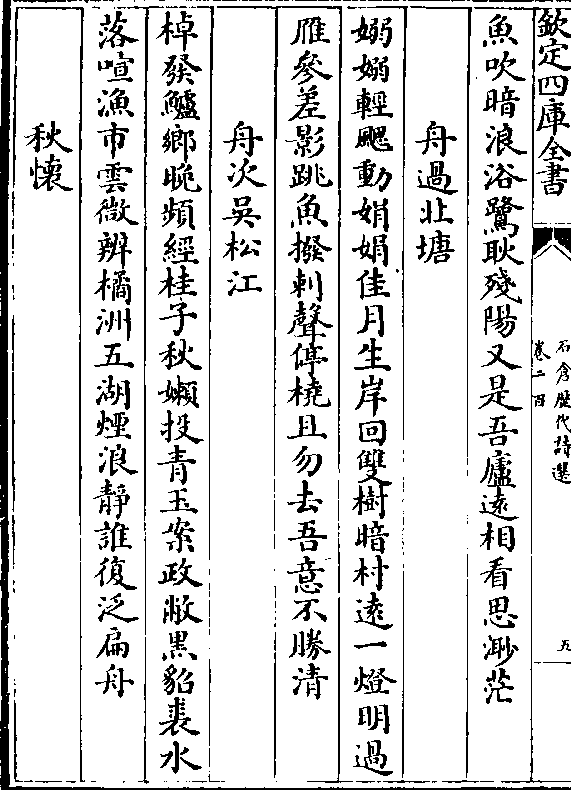 欽定四庫全書
石倉歴代詩選
卷二百
五
魚吹暗浪浴鷺耿殘陽又是吾廬遠相看思渺茫
舟過北塘
嫋嫋輕颸動娟娟佳月生岸回雙樹暗村遠一燈明過
雁參差影跳魚撥剌聲停橈且勿去吾意不勝清
舟次吳松江
棹發鱸鄉晚頻經桂子秋嬾投青玉案政敝黒貂裘水
落喧漁市雲微辨橘洲五湖煙浪靜誰復泛扁舟
秋懷